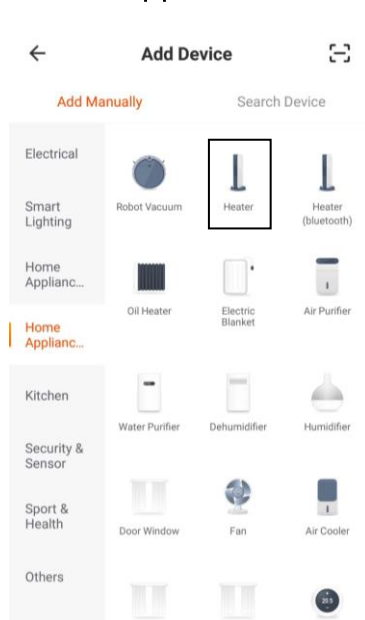 Add Device
Add Manually
Search Device
Electrical
Smart
Lighting
Home
Applianc...
Home
Applianc...
Kitchen
Security &
Sensor
Sport &
Health
Others
Robot Vacuum
Heater
Heater
(bluetooth)
Oil Heater
Electric
Blanket
Air Purifier
Water Purifier
Dehumidifier
Humidifier
Door Window
Fan
Air Cooler
20.5